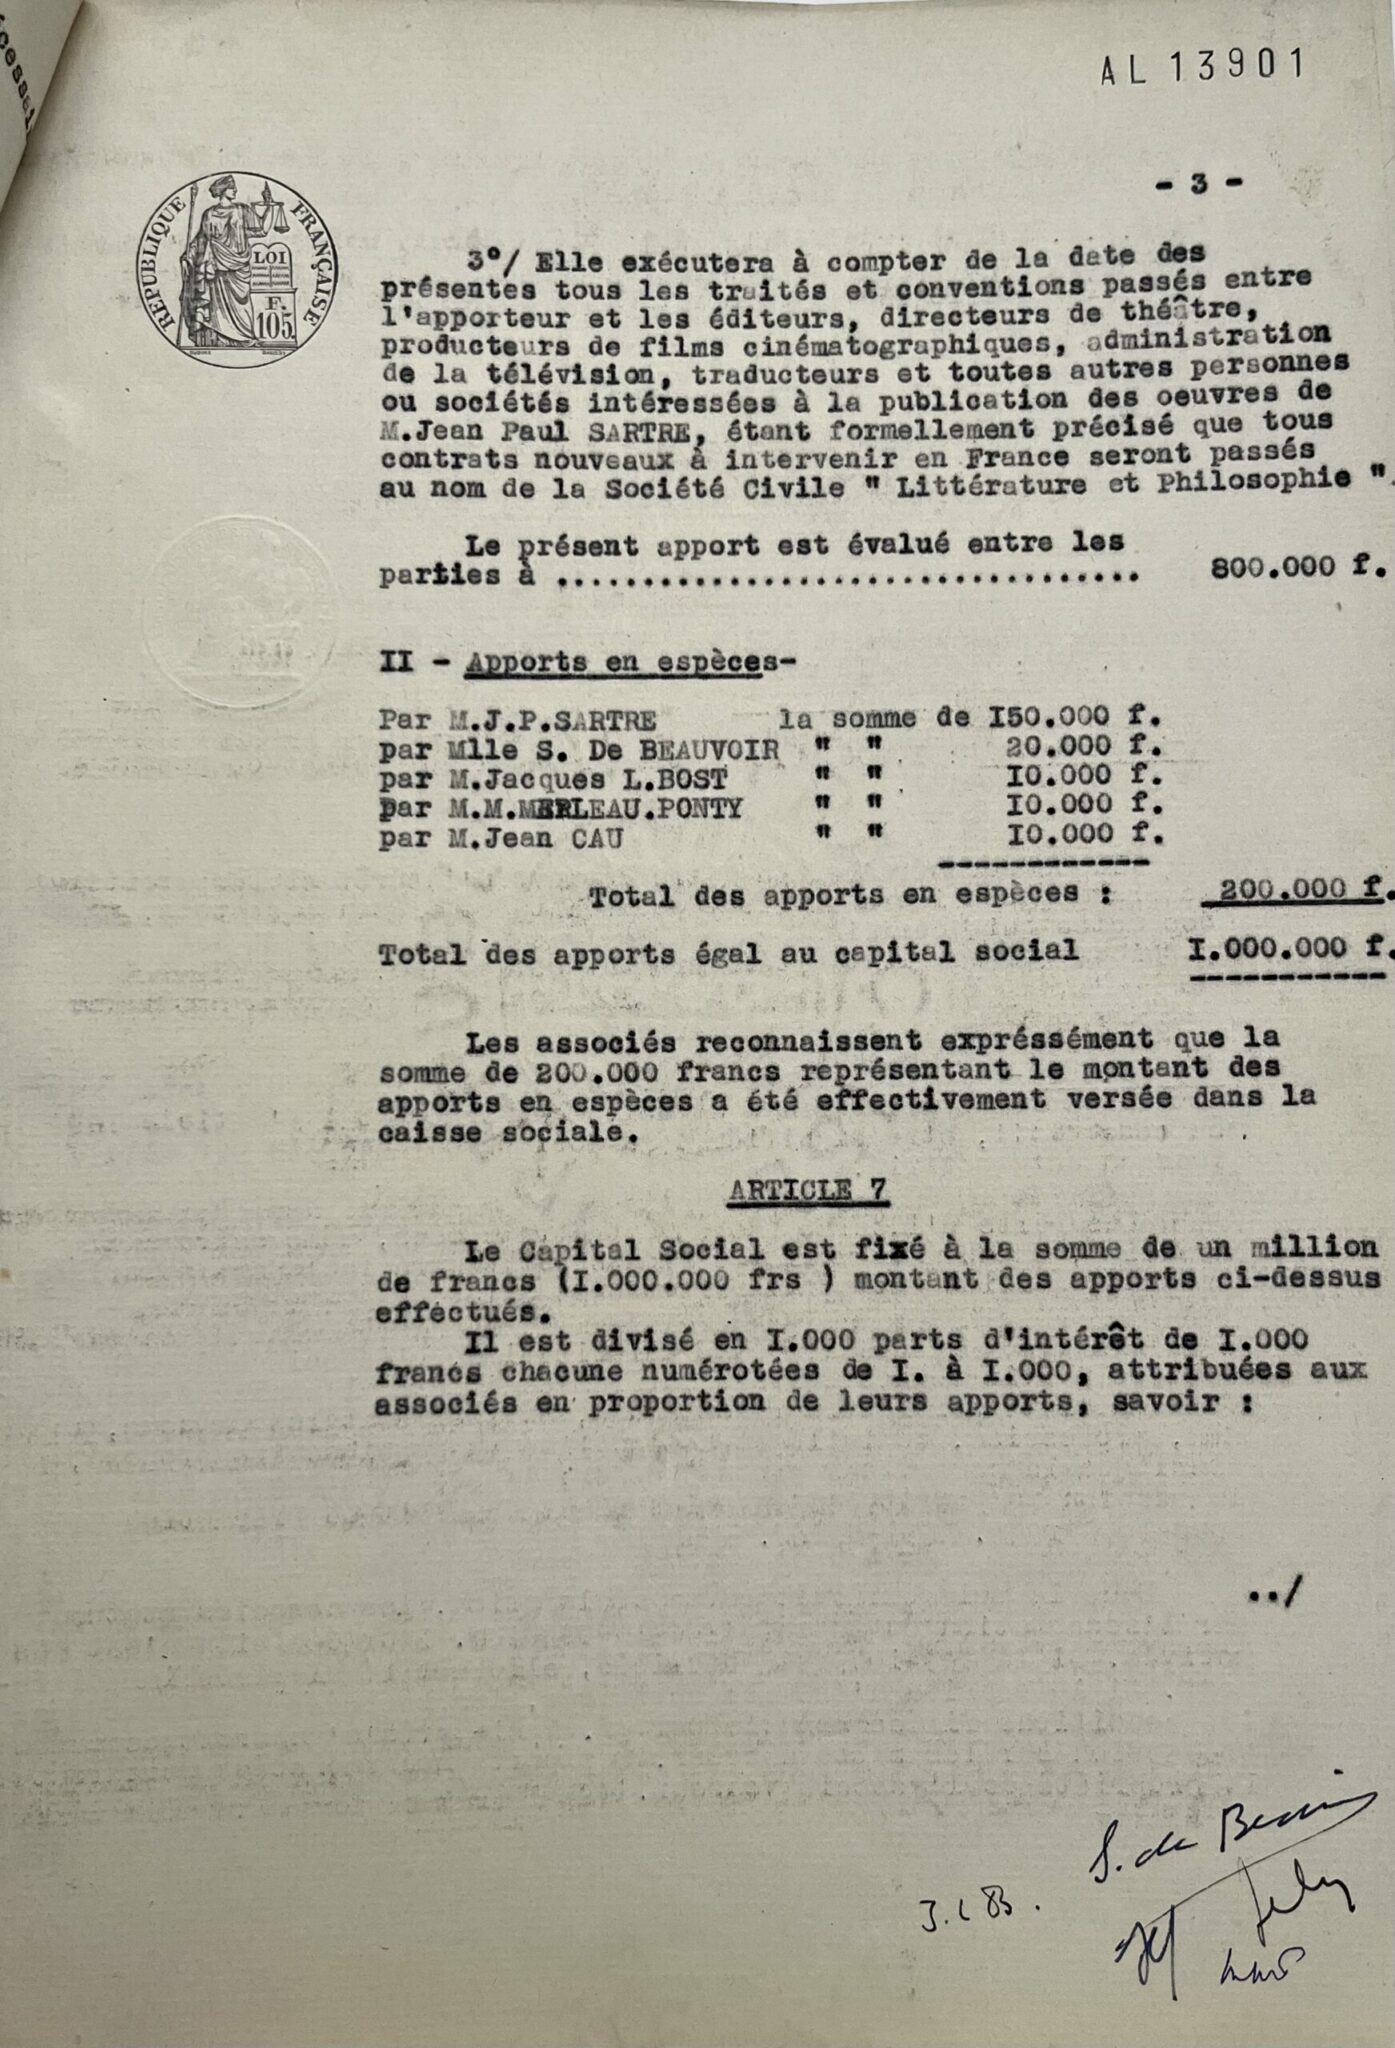 AL 13901
- 3 -
RÉPUBLIQUE FRANÇAISE
LOI
Fs
105
3°/ Elle exécutera à compter de la date des
présentes tous les traités et conventions passés entre
l'apporteur et les éditeurs, directeurs de théâtre,
producteurs de films cinématographiques, administration
de la télévision, traducteurs et toutes autres personnes
ou sociétés intéressées à la publication des oeuvres de
M.Jean Paul SARTRE, étant formellement précisé que tous
contrats nouveaux à intervenir en France seront passés
au nom de la Société Civile " Littérature et Philosophie ".
Le présent apport est évalué entre les
parties à .................................. 800.000 f.
II - Apports en espèces-
Par M.J.P.SARTRE la somme de I50.000 f.
par Mlle S. De BEAUVOIR " " 20.000 f.
par M.Jacques L.BOST " " I0.000 f.
par M.M.MERLEAU.PONTY " " I0.000 f.
par M.Jean CAU " " I0.000 f.
------------
Total des apports en espèces : 200.000 f.
Total des apports égal au capital social I.000.000 f.
-----------
Les associés reconnaissent expréssément que la
somme de 200.000 francs représentant le montant des
apports en espèces a été effectivement versée dans la
caisse sociale.
ARTICLE 7
Le Capital Social est fixé à la somme de un million
de francs (I.000.000 frs ) montant des apports ci-dessus
effectués.
Il est divisé en I.000 parts d'intérêt de I.000
francs chacune numérotées de I. à I.000, attribuées aux
associés en proportion de leurs apports, savoir :
../
S. de Beauvoir
J.L B.